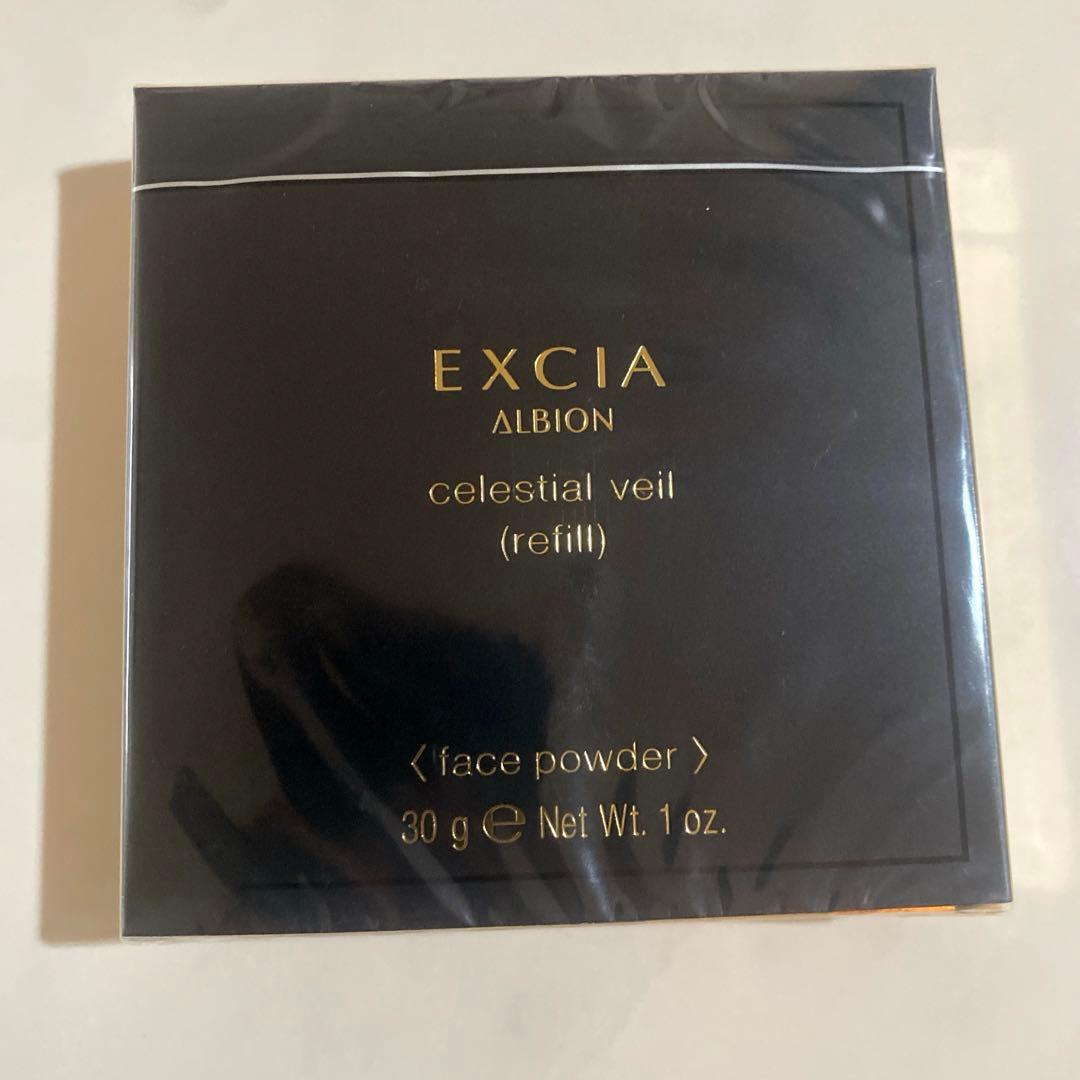 EXCIA
ALBION
celestial veil
(refill)
〈 face powder 〉
30 g ℮ Net Wt. 1 oz.